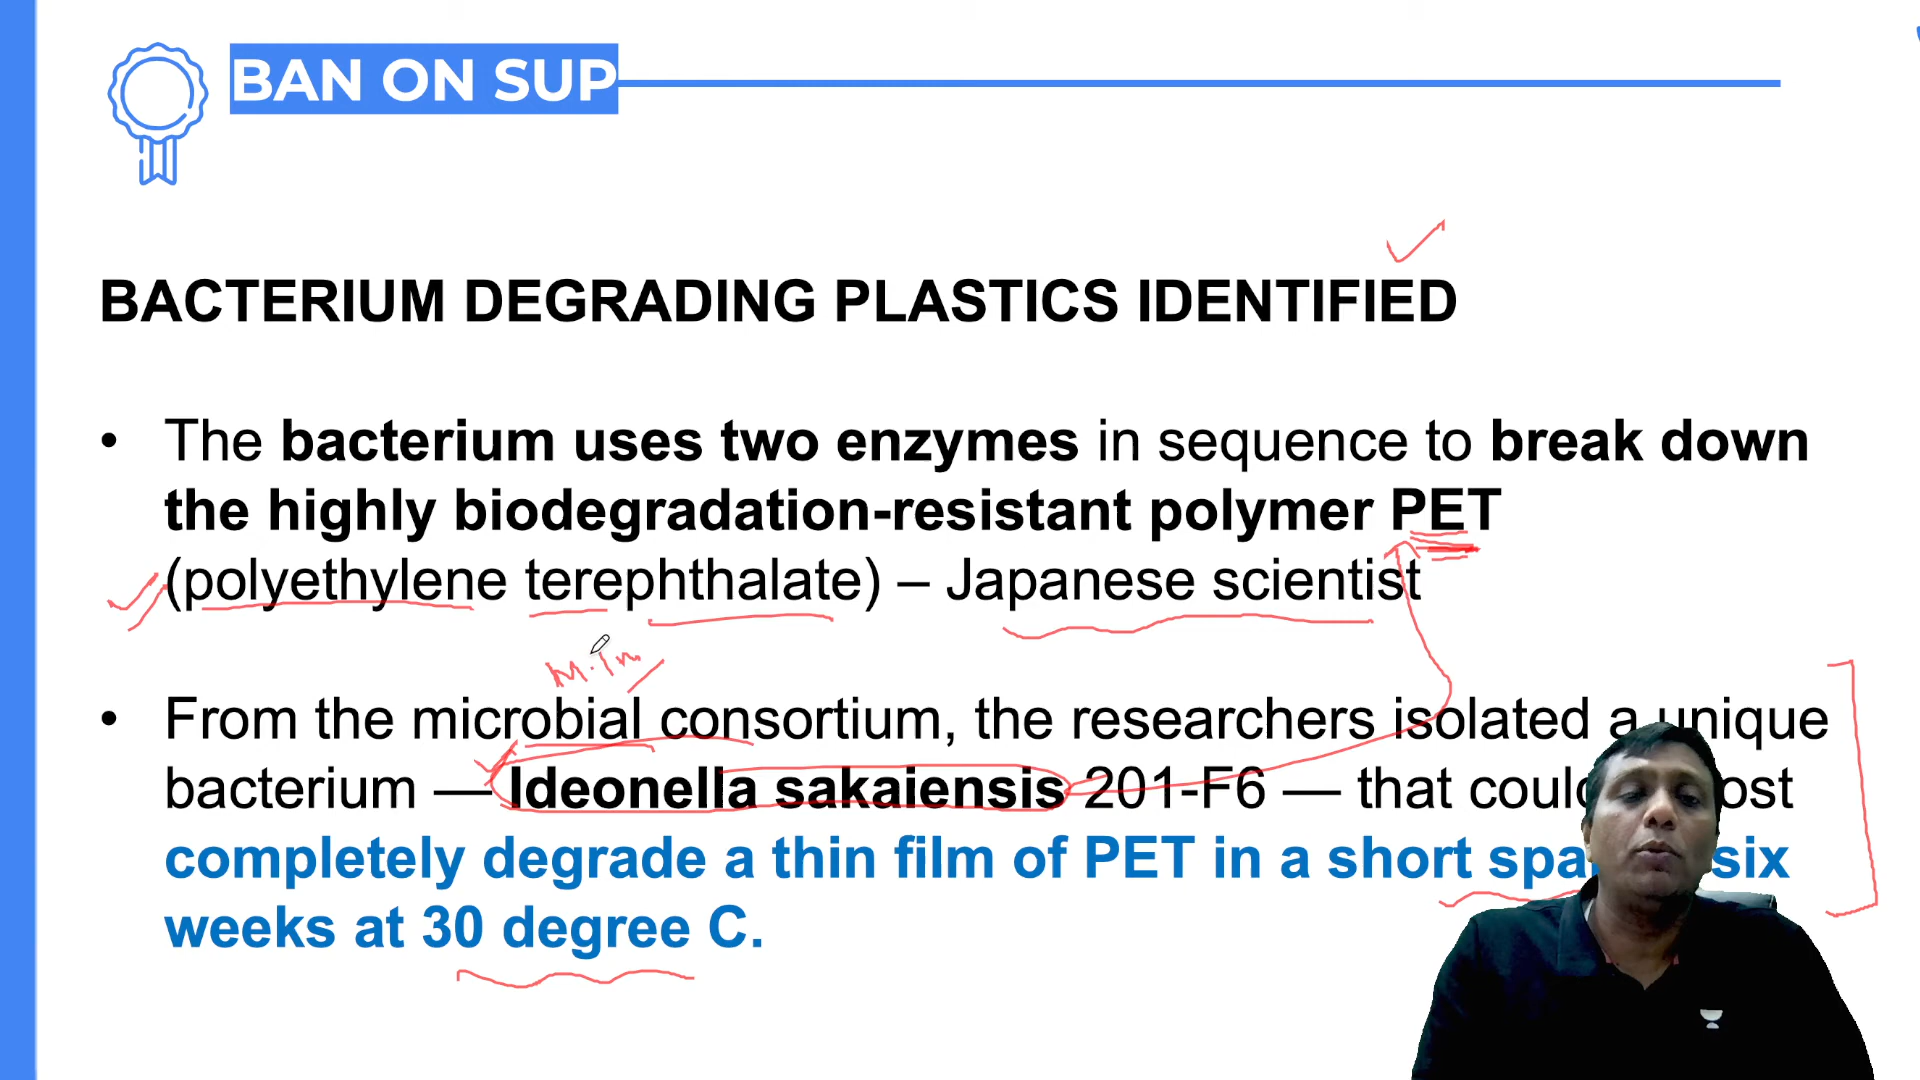 BAN ON SUP
BACTERIUM DEGRADING PLASTICS IDENTIFIED
• The bacterium uses two enzymes in sequence to break down
the highly biodegradation-resistant polymer PET
(polyethylene terephthalate) – Japanese scientist
• From the microbial consortium, the researchers isolated a unique
bacterium — Ideonella sakaiensis 201-F6 — that could
completely degrade a thin film of PET in a short six
weeks at 30 degree C.